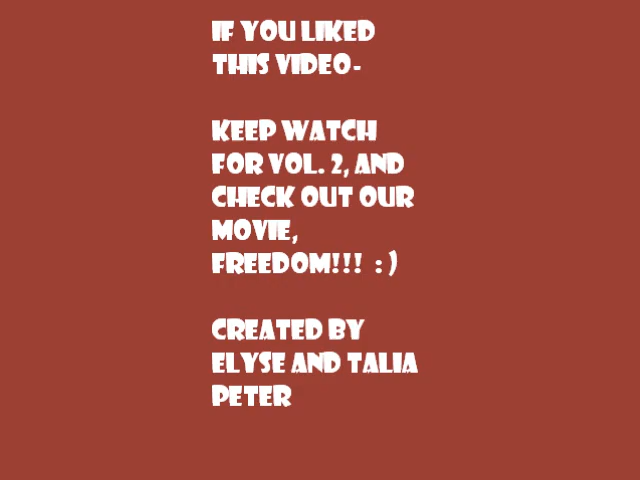 IF YOU LIKED
THIS VIDEO-
KEEP WATCH
FOR VOL. 2, AND
CHECK OUT OUR
MOVIE,
FREEDOM!!! : )
CREATED BY
ELYSE AND TALIA
PETER